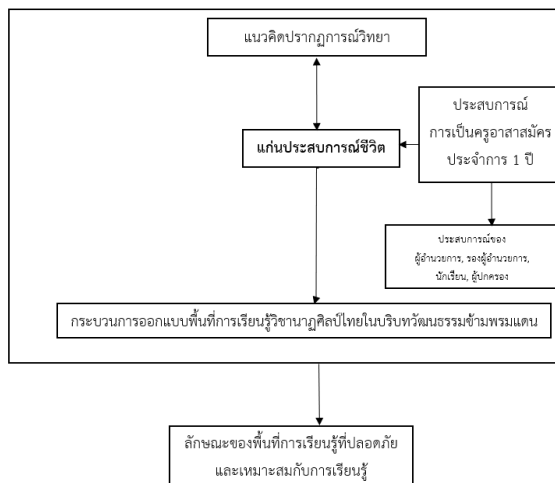 แนวคิดปรากฏการณ์วิทยา
ประสบการณ์
การเป็นครูอาสาสมัคร
ประจำการ 1 ปี
แก่นประสบการณ์ชีวิต
ประสบการณ์ของ
ผู้อำนวยการ, รองผู้อำนวยการ,
นักเรียน, ผู้ปกครอง
กระบวนการออกแบบพื้นที่การเรียนรู้วิชานาฏศิลป์ไทยในบริบทวัฒนธรรมข้ามพรมแดน
ลักษณะของพื้นที่การเรียนรู้ที่ปลอดภัย
และเหมาะสมกับการเรียนรู้